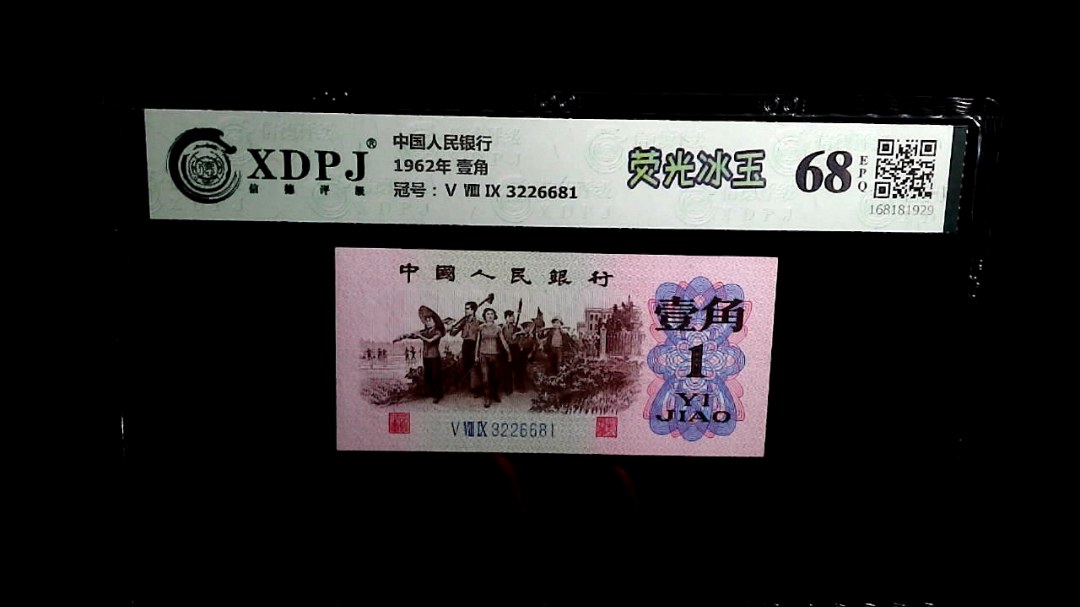 XDPJ®
信德评级
中国人民银行
1962年 壹角
冠号：V Ⅷ Ⅸ 3226681
荧光冰玉
68
EPQ
168181929
中國人民銀行
壹角
1
YI
JIAO
V Ⅷ Ⅸ 3226681